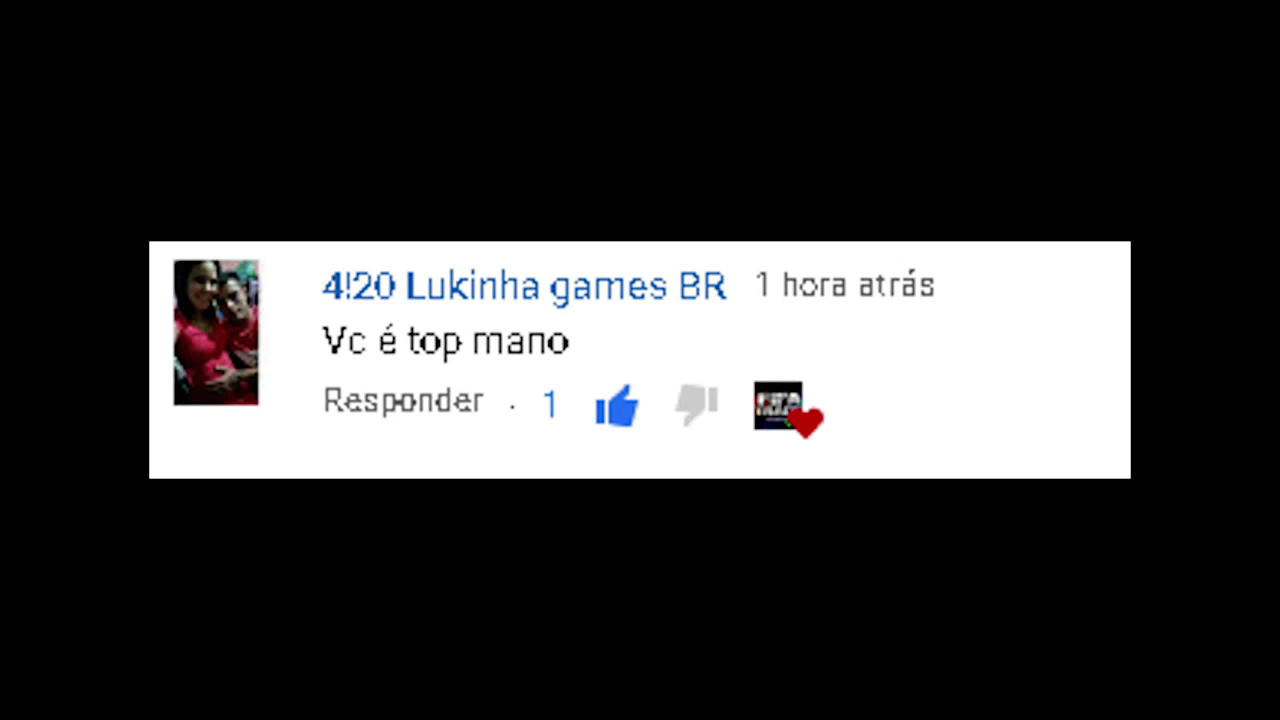 4!20 Lukinha games BR 1 hora atrás
Vc é top mano
Responder . 1